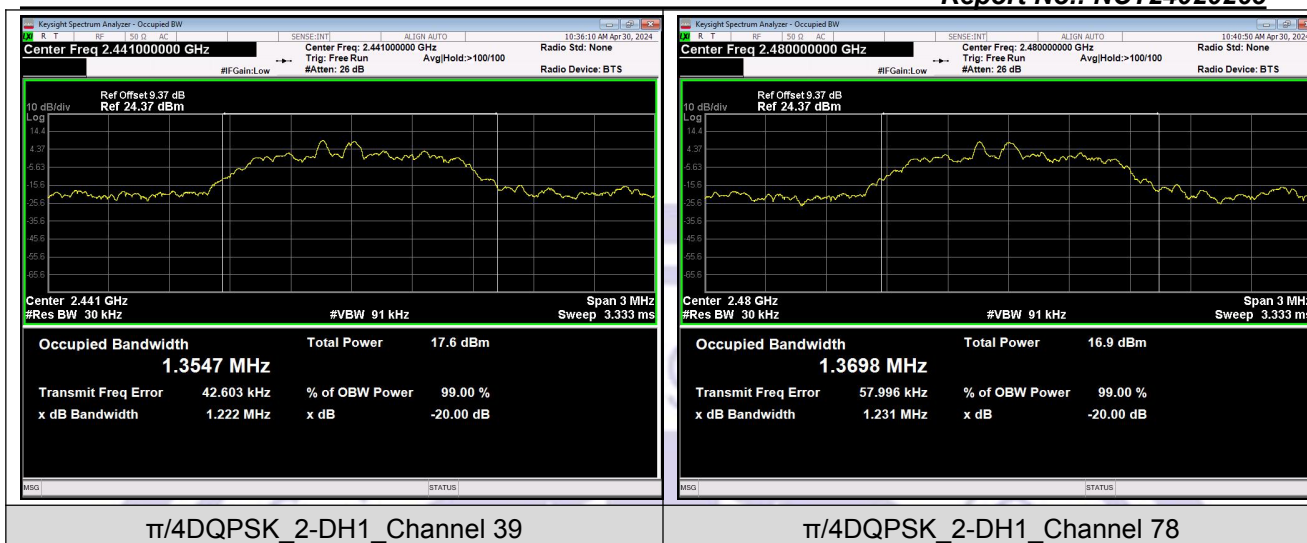 Keysight Spectrum Analyzer - Occupied BW
R T RF 50 Ω AC SENSE:INT ALIGN AUTO 10:36:10 AM Apr 30, 2024
Center Freq 2.441000000 GHz
Center Freq: 2.441000000 GHz Radio Std: None
Trig: Free Run Avg|Hold:>100/100
#IFGain:Low #Atten: 26 dB Radio Device: BTS
Ref Offset 9.37 dB
10 dB/div Ref 24.37 dBm
Log
14.4
4.37
-5.63
-15.6
-25.6
-35.6
-45.6
-55.6
-65.6
Center 2.441 GHz Span 3 MHz
#Res BW 30 kHz #VBW 91 kHz Sweep 3.333 ms
Occupied Bandwidth Total Power 17.6 dBm
1.3547 MHz
Transmit Freq Error 42.603 kHz % of OBW Power 99.00 %
x dB Bandwidth 1.222 MHz x dB -20.00 dB
MSG STATUS
π/4DQPSK_2-DH1_Channel 39
Keysight Spectrum Analyzer - Occupied BW
R T RF 50 Ω AC SENSE:INT ALIGN AUTO 10:40:50 AM Apr 30, 2024
Center Freq 2.480000000 GHz
Center Freq: 2.480000000 GHz Radio Std: None
Trig: Free Run Avg|Hold:>100/100
#IFGain:Low #Atten: 26 dB Radio Device: BTS
Ref Offset 9.37 dB
10 dB/div Ref 24.37 dBm
Log
14.4
4.37
-5.63
-15.6
-25.6
-35.6
-45.6
-55.6
-65.6
Center 2.48 GHz Span 3 MHz
#Res BW 30 kHz #VBW 91 kHz Sweep 3.333 ms
Occupied Bandwidth Total Power 16.9 dBm
1.3698 MHz
Transmit Freq Error 57.996 kHz % of OBW Power 99.00 %
x dB Bandwidth 1.231 MHz x dB -20.00 dB
MSG STATUS
π/4DQPSK_2-DH1_Channel 78